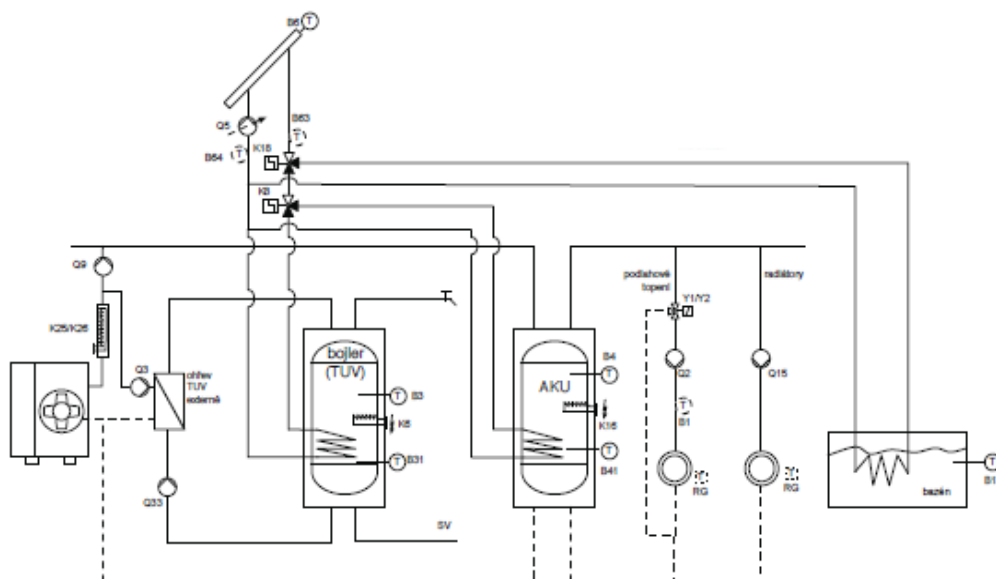 B6
T
B63
T
Q5
K18
B64
T
K8
Q9
podlahové
topení
radiátory
Y1/Y2
K25/K26
Q3
ohřev
TUV
externě
bojler
(TUV)
T
B3
K6
T
B31
B4
T
AKU
K16
T
B41
Q2
Q15
T
B1
RG
RG
T
bazén
Q33
SV